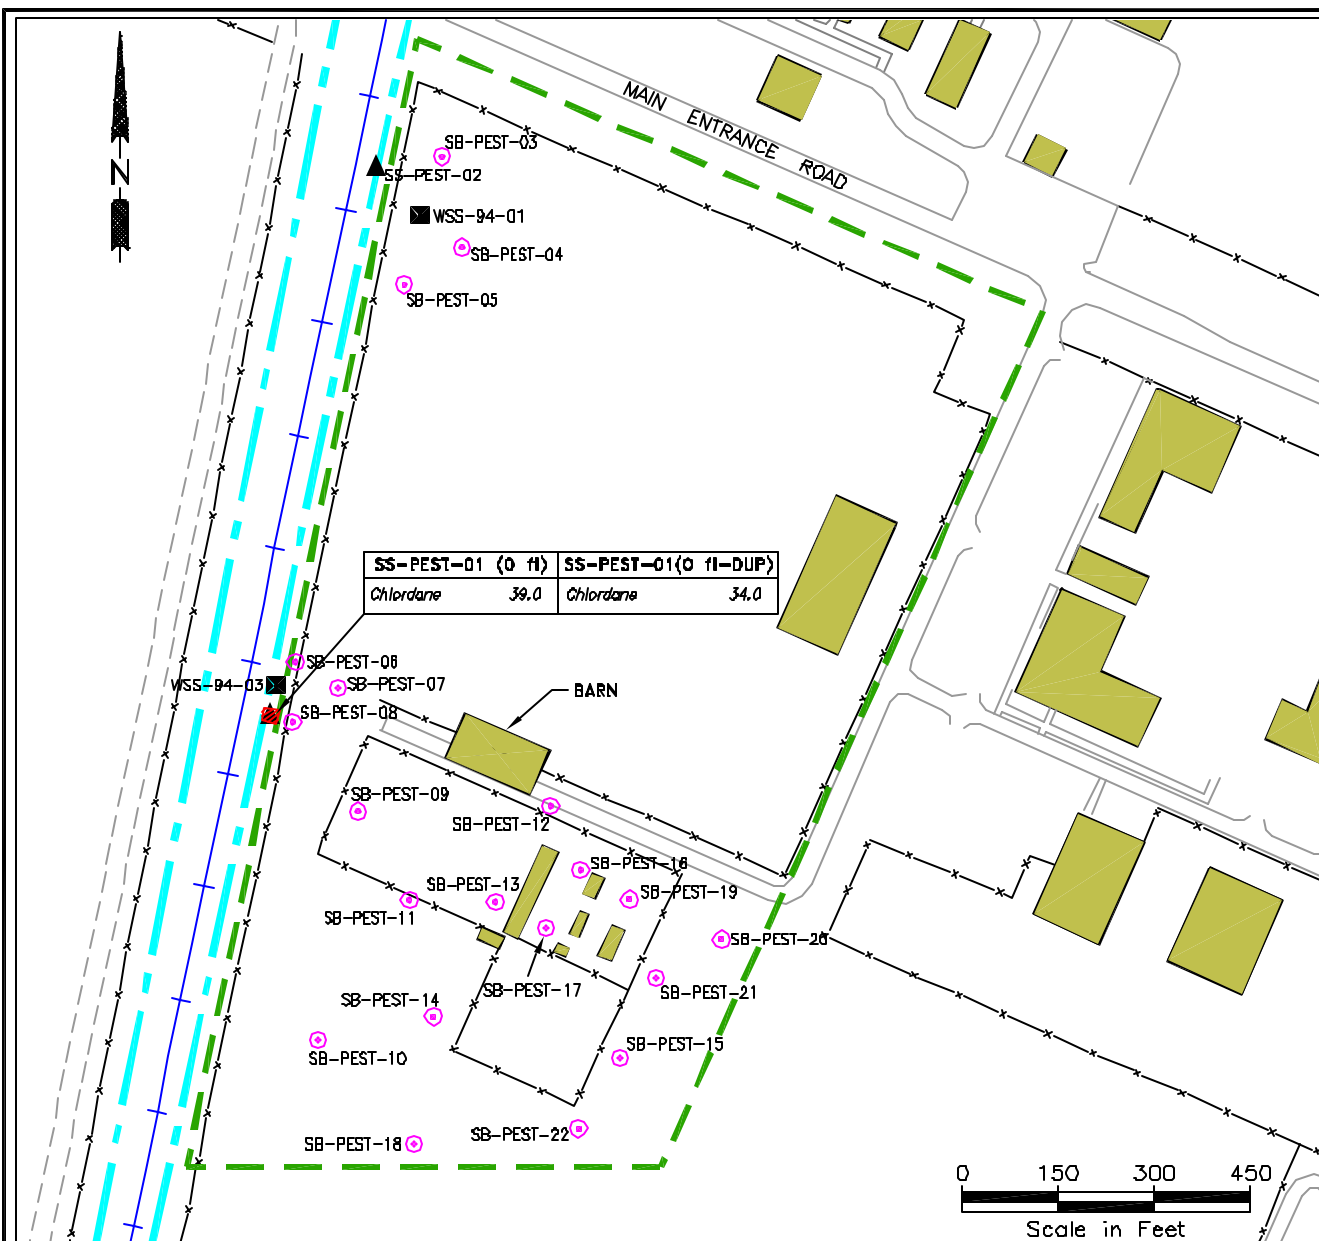 MAIN ENTRANCE ROAD
N
SB-PEST-03
SS-PEST-02
WSS-94-01
SB-PEST-04
SB-PEST-05
SS-PEST-01 (0 ft) SS-PEST-01(0 ft-DUP)
Chlordane 39.0 Chlordane 34.0
SB-PEST-06
WSS-94-03
SB-PEST-07
BARN
SB-PEST-08
SB-PEST-09
SB-PEST-12
SB-PEST-16
SB-PEST-13
SB-PEST-19
SB-PEST-11
SB-PEST-20
SB-PEST-17
SB-PEST-21
SB-PEST-14
SB-PEST-15
SB-PEST-10
SB-PEST-22
SB-PEST-18
0 150 300 450
Scale in Feet